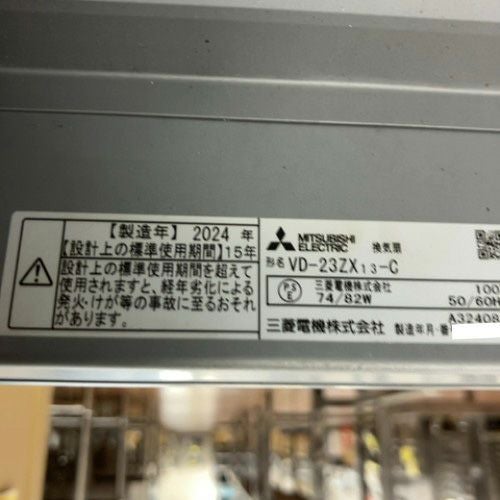 【製造年】 2024 年
【設計上の標準使用期間】15年
設計上の標準使用期間を超えて
使用されますと、経年劣化による
発火・けが等の事故に至るおそれ
があります。
MITSUBISHI
ELECTRIC
換気扇
形名 VD-23ZX13-C
PSE
三菱電機株式会社 100
74/82W 50/60H
三菱電機株式会社 製造年月・番 A32408